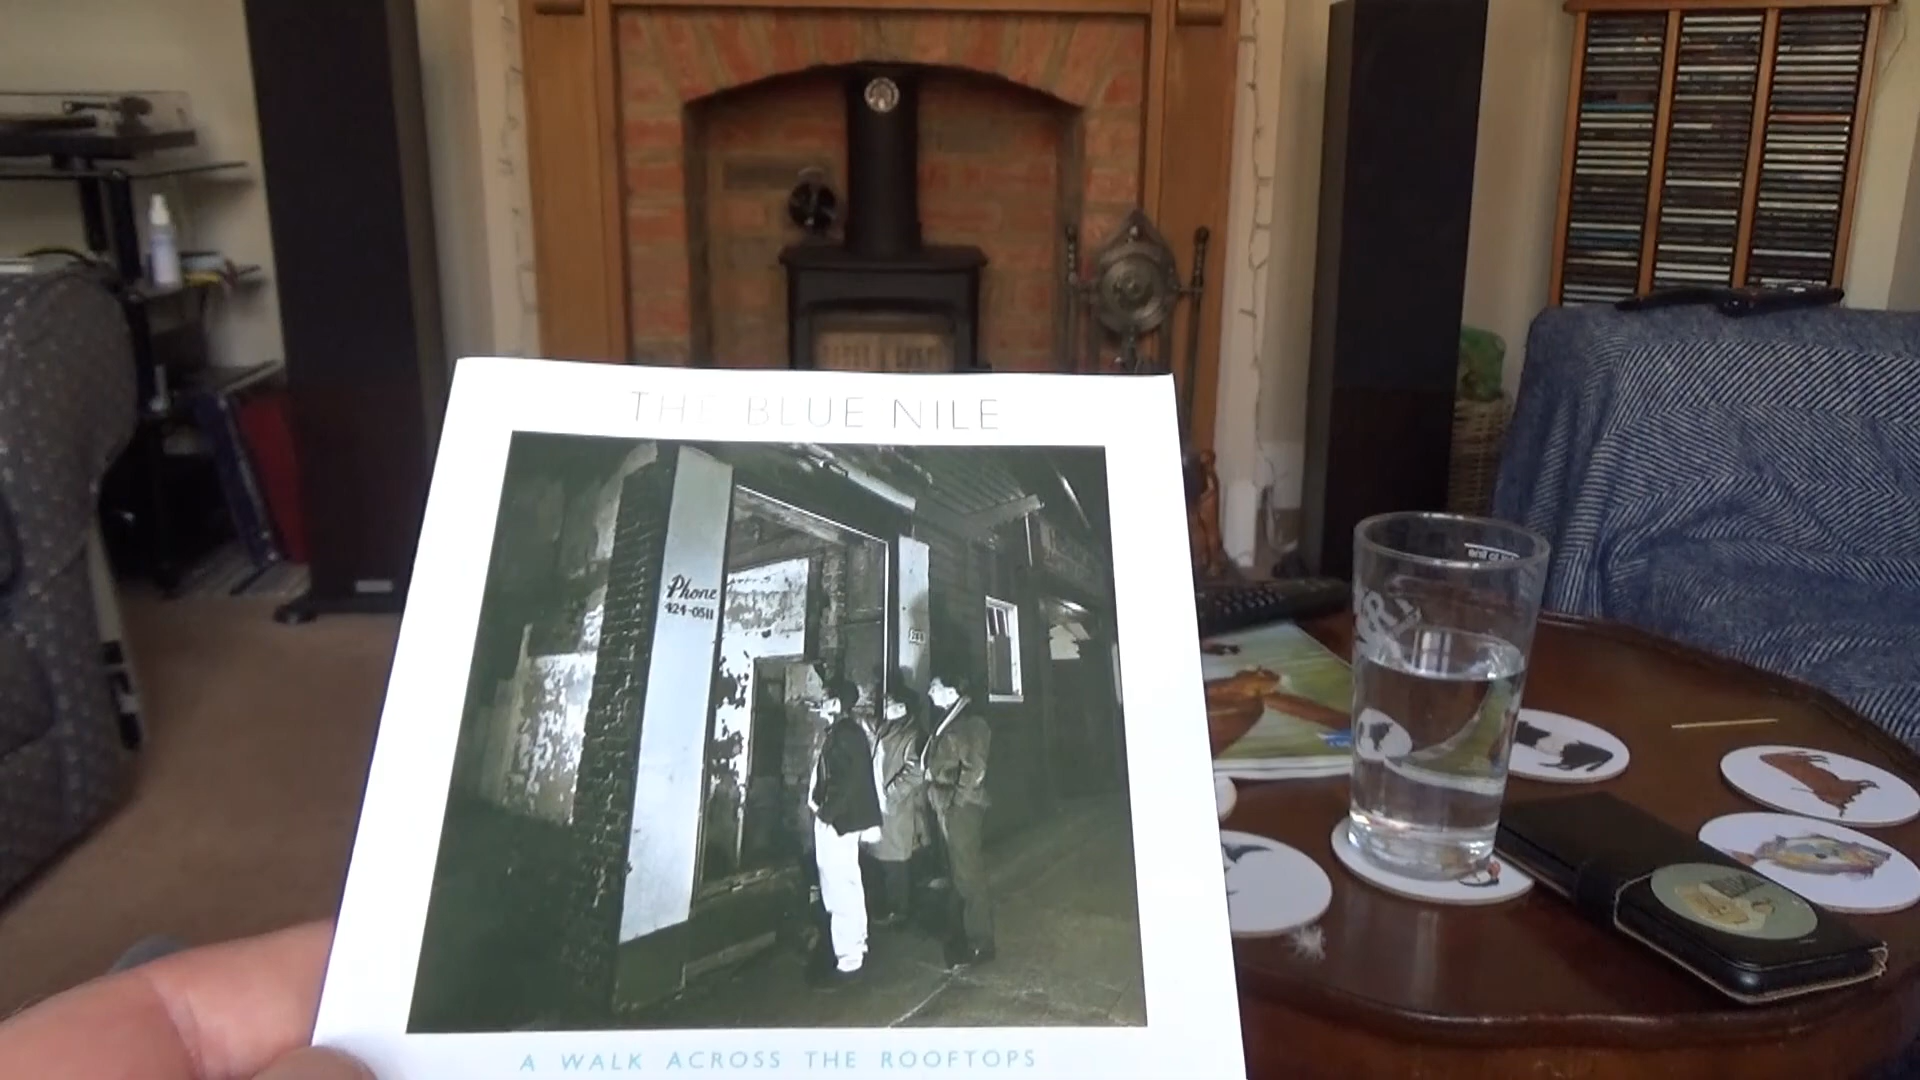 THE BLUE NILE
Phone
424-0511
A WALK ACROSS THE ROOFTOPS